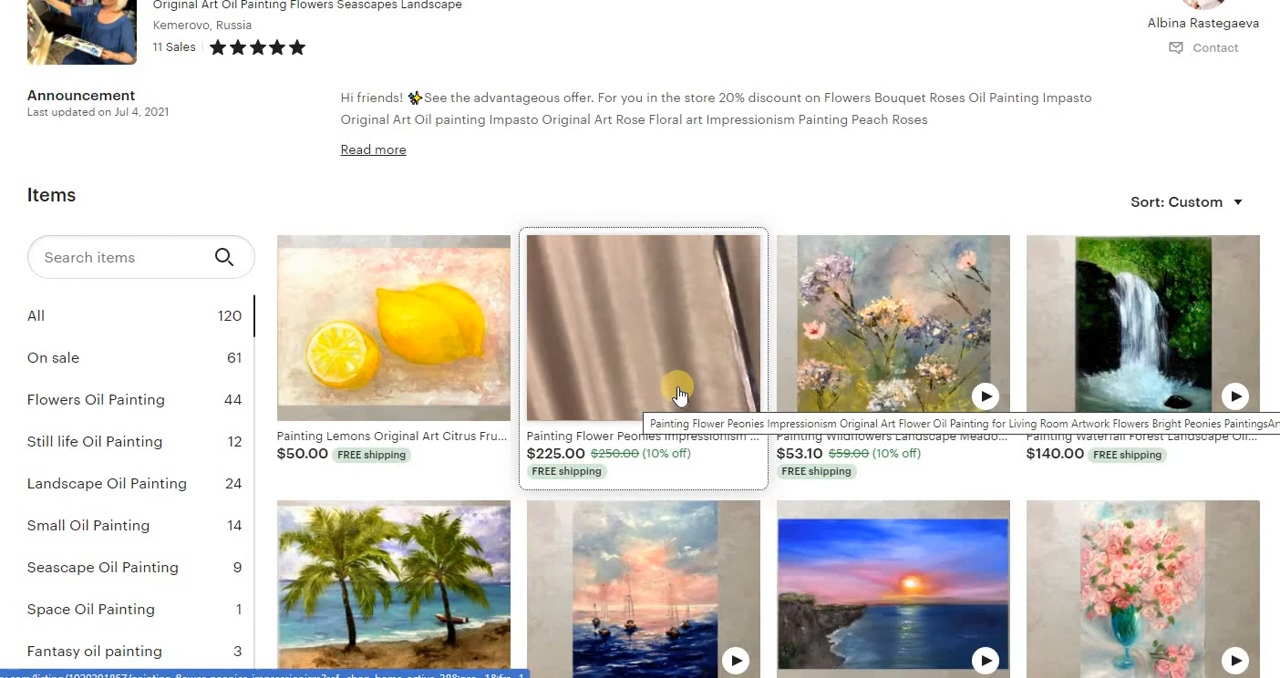 Original Art Oil Painting Flowers Seascapes Landscape
Kemerovo, Russia
11 Sales
Albina Rastegaeva
Contact
Announcement
Last updated on Jul 4, 2021
Hi friends! ✨See the advantageous offer. For you in the store 20% discount on Flowers Bouquet Roses Oil Painting Impasto
Original Art Oil painting Impasto Original Art Rose Floral art Impressionism Painting Peach Roses
Read more
Items
Sort: Custom
Search items
All 120
On sale 61
Flowers Oil Painting 44
Still life Oil Painting 12
Landscape Oil Painting 24
Small Oil Painting 14
Seascape Oil Painting 9
Space Oil Painting 1
Fantasy oil painting 3
Painting Lemons Original Art Citrus Fru...
$50.00 FREE shipping
Painting Flower Peonies Impressionism ...
$225.00 $250.00 (10% off)
FREE shipping
Painting Flower Peonies Impressionism Original Art Flower Oil Painting for Living Room Artwork Flowers Bright Peonies PaintingsAr
Painting Wildflowers Landscape Meado...
$53.10 $59.00 (10% off)
FREE shipping
Painting Waterfall Forest Landscape Oil...
$140.00 FREE shipping